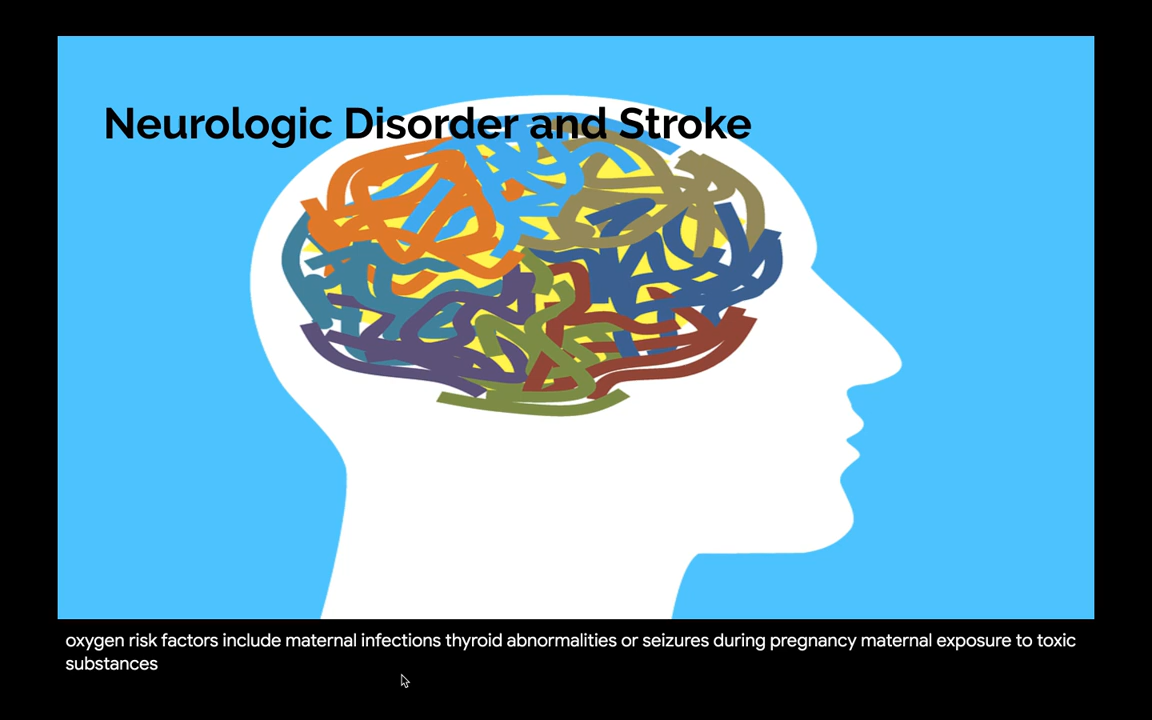 Neurologic Disorder and Stroke
oxygen risk factors include maternal infections thyroid abnormalities or seizures during pregnancy maternal exposure to toxic
substances